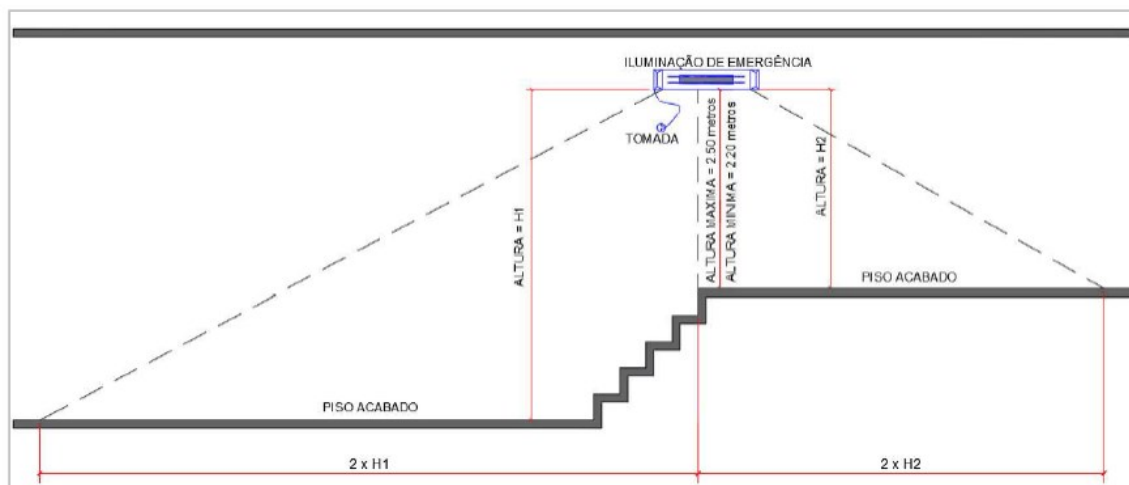 ILUMINAÇÃO DE EMERGÊNCIA
TOMADA
ALTURA = H1
ALTURA MAXIMA = 2.50 metros
ALTURA MINIMA = 2.20 metros
ALTURA = H2
PISO ACABADO
PISO ACABADO
2 x H1
2 x H2